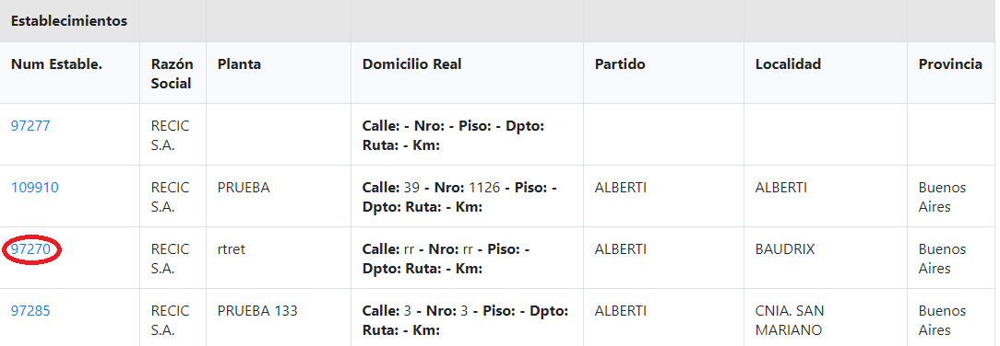 Establecimientos
Num Estable. Razón Social Planta Domicilio Real Partido Localidad Provincia
97277 RECIC S.A. Calle: - Nro: - Piso: - Dpto:
Ruta: - Km:
109910 RECIC S.A. PRUEBA Calle: 39 - Nro: 1126 - Piso: -
Dpto: Ruta: - Km: ALBERTI ALBERTI Buenos Aires
97270 RECIC S.A. rtret Calle: rr - Nro: rr - Piso: -
Dpto: Ruta: - Km: ALBERTI BAUDRIX Buenos Aires
97285 RECIC S.A. PRUEBA 133 Calle: 3 - Nro: 3 - Piso: - Dpto:
Ruta: - Km: ALBERTI CNIA. SAN MARIANO Buenos Aires